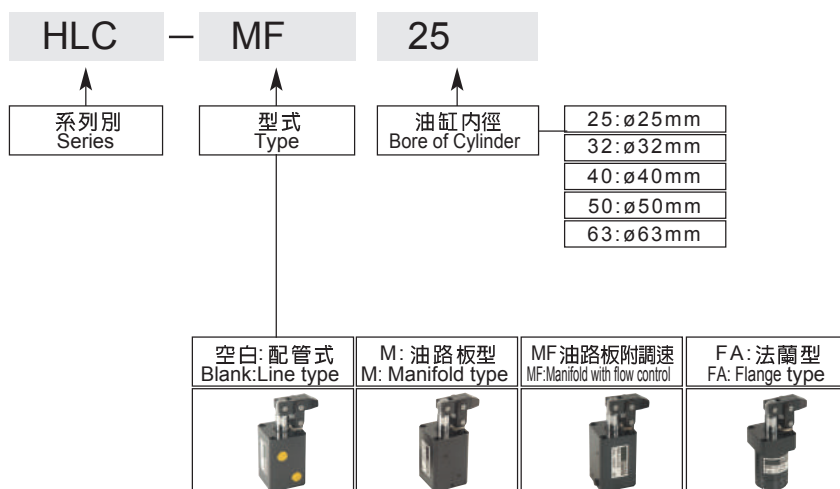 HLC – MF 25
系列別
Series
型式
Type
油缸内徑
Bore of Cylinder
25:ø25mm
32:ø32mm
40:ø40mm
50:ø50mm
63:ø63mm
空白:配管式
Blank:Line type
M:油路板型
M: Manifold type
MF油路板附調速
MF:Manifold with flow control
FA:法蘭型
FA: Flange type